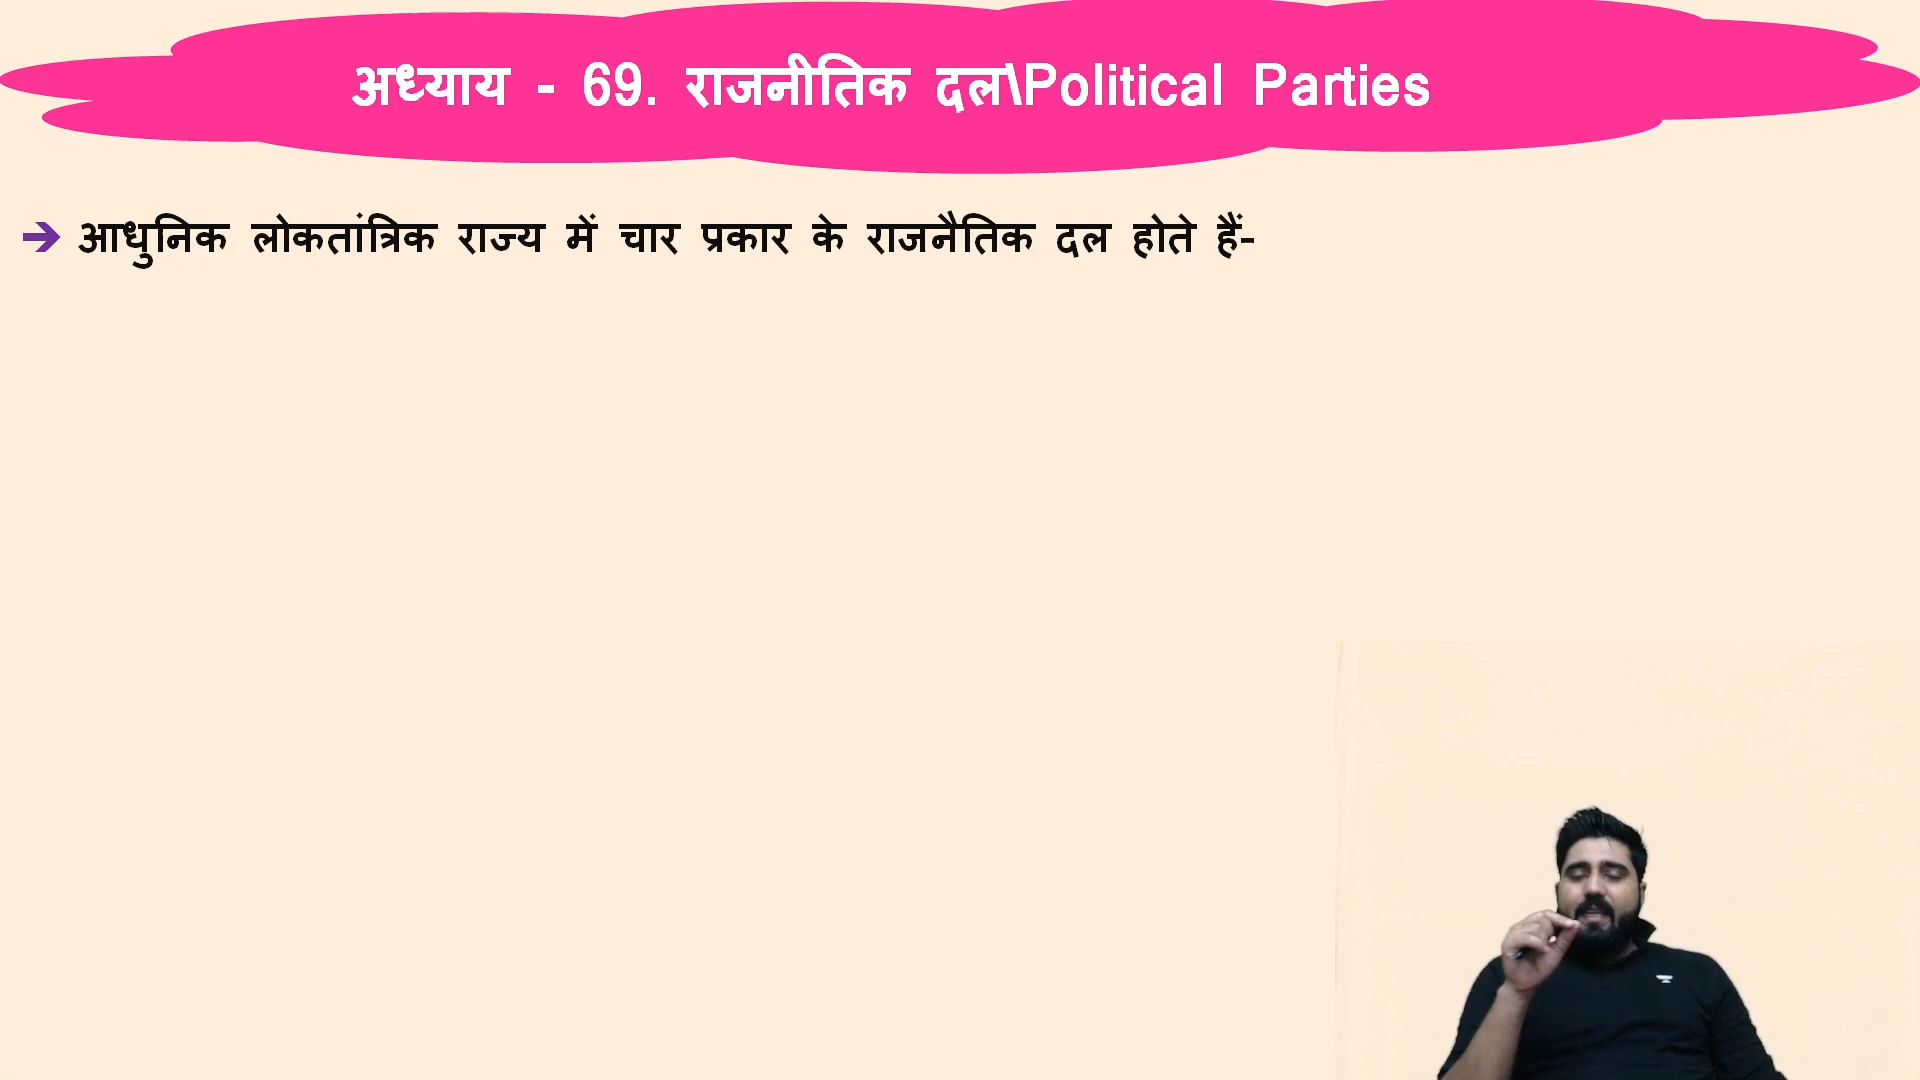 अध्याय - 69. राजनीतिक दल\Political Parties
➔ आधुनिक लोकतांत्रिक राज्य में चार प्रकार के राजनैतिक दल होते हैं-